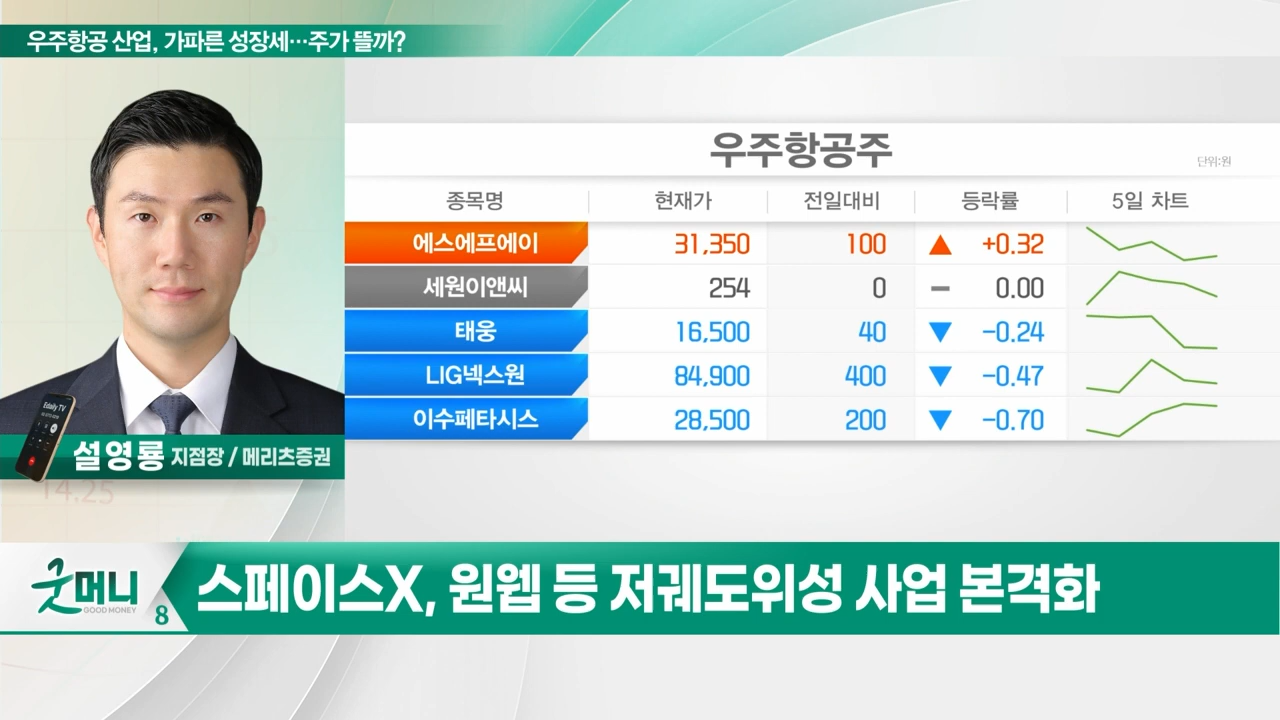 우주항공 산업, 가파른 성장세…주가 뜰까?
우주항공주
단위:원
종목명 현재가 전일대비 등락률 5일 차트
에스에프에이 31,350 100 ▲ +0.32
세원이앤씨 254 0 − 0.00
태웅 16,500 40 ▼ −0.24
LIG넥스원 84,900 400 ▼ −0.47
이수페타시스 28,500 200 ▼ −0.70
Edaily TV
설영룡 지점장 / 메리츠증권
14.25
굿머니
GOOD MONEY
8
스페이스X, 원웹 등 저궤도위성 사업 본격화